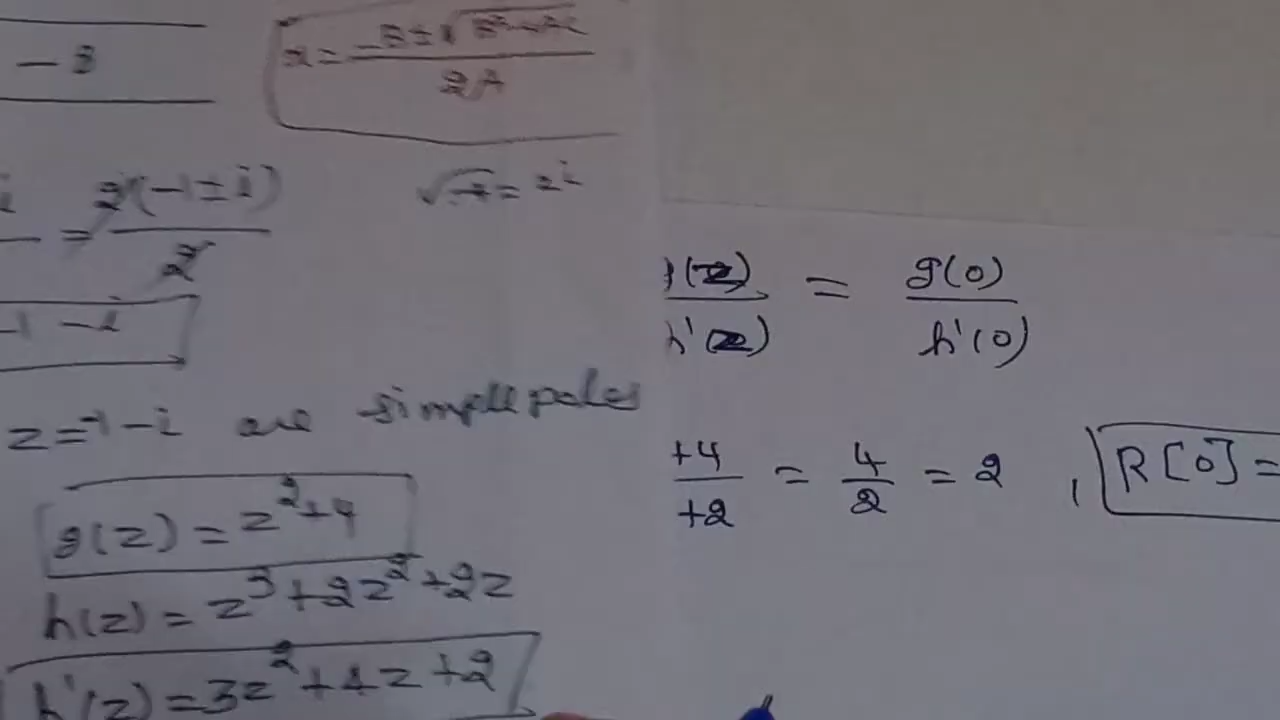 - 3
x = -B ± √B²-4AC / 2A
i / = 2(-1±i) / 2
√-4 = 2i
-1 - i
z = -1 - i are simple poles
g(z) = z² + 4
h(z) = z³ + 2z² + 2z
h'(z) = 3z² + 4z + 2
(z) / h'(z) = g(0) / h'(0)
+4 / +2 = 4 / 2 = 2 , R[0] =